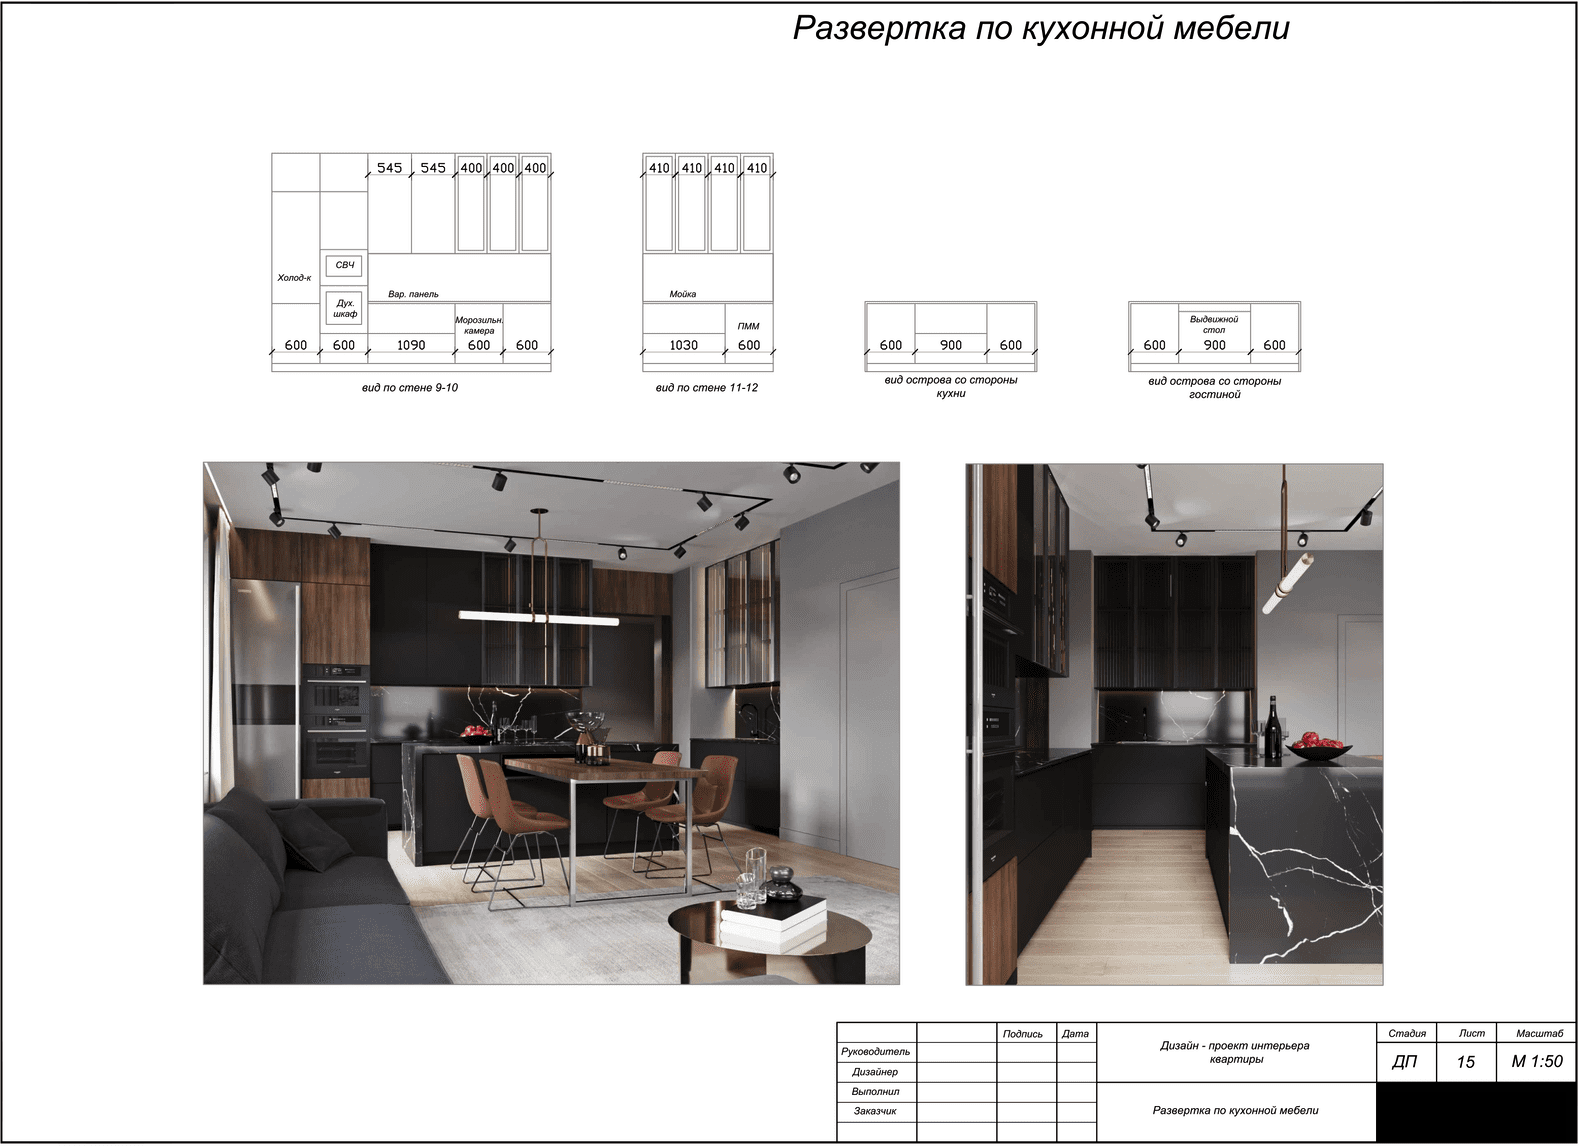 Развертка по кухонной мебели
545 545 400 400 400
Холод-к
СВЧ
Дух.
шкаф
Вар. панель
Морозильн.
камера
600 600 1090 600 600
вид по стене 9-10
410 410 410 410
Мойка
ПММ
1030 600
вид по стене 11-12
600 900 600
вид острова со стороны
кухни
Выдвижной
стол
600 900 600
вид острова со стороны
гостиной
Подпись Дата
Руководитель
Дизайнер
Выполнил
Заказчик
Дизайн - проект интерьера
квартиры
Развертка по кухонной мебели
Стадия Лист Масштаб
ДП 15 М 1:50